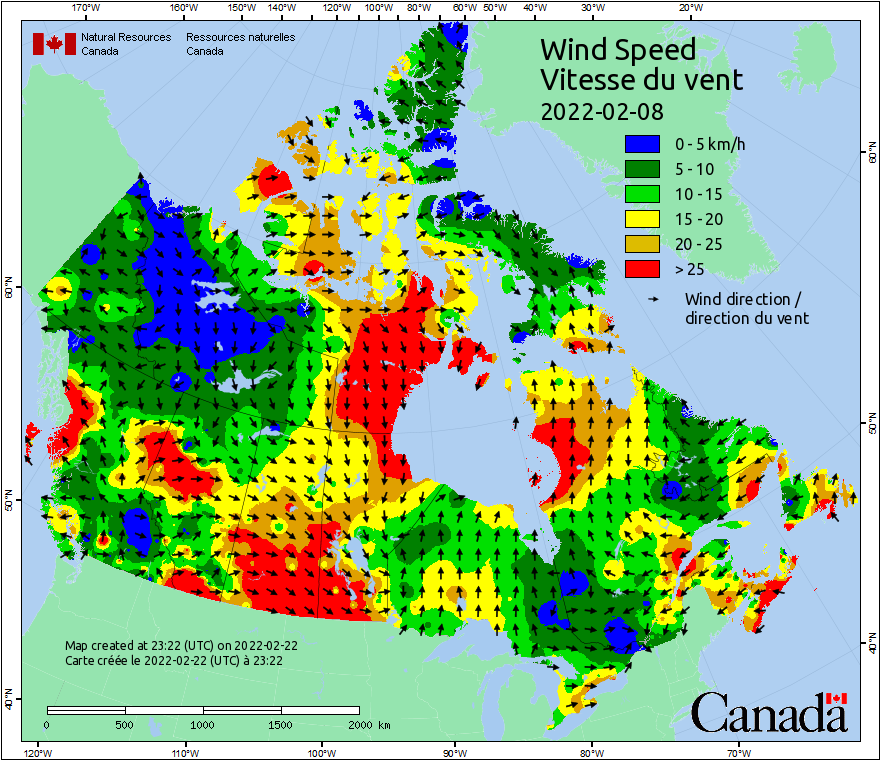 170°W 160°W 150°W 140°W 120°W 100°W 80°W 60°W 50°W 40°W 30°W 20°W
Natural Resources Canada
Ressources naturelles Canada
Wind Speed
Vitesse du vent
2022-02-08
0 - 5 km/h
5 - 10
10 - 15
15 - 20
20 - 25
> 25
Wind direction /
direction du vent
60°N
50°N
40°N
60°N
50°N
40°N
Map created at 23:22 (UTC) on 2022-02-22
Carte créée le 2022-02-22 (UTC) à 23:22
0 500 1000 1500 2000 km
Canada
120°W 110°W 100°W 90°W 80°W 70°W